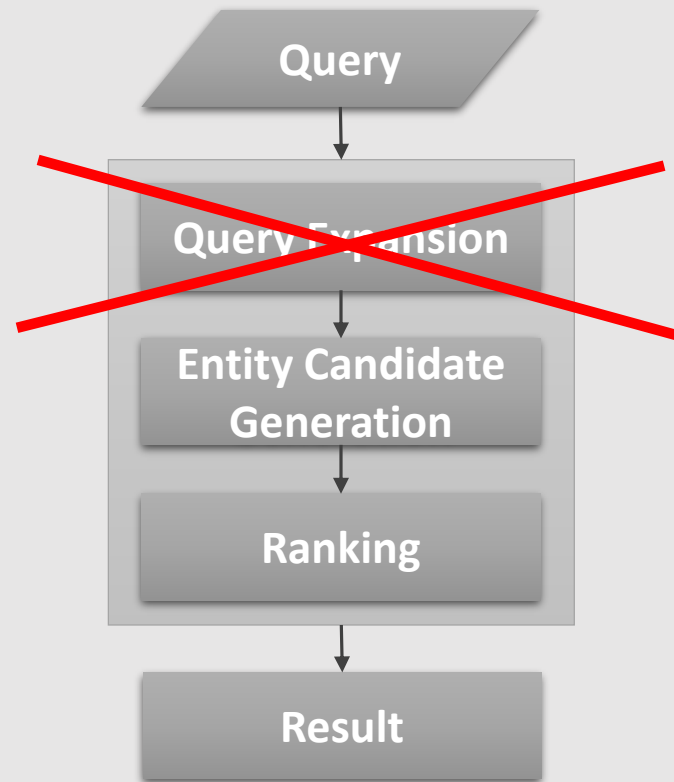 Query
Query Expansion
Entity Candidate
Generation
Ranking
Result